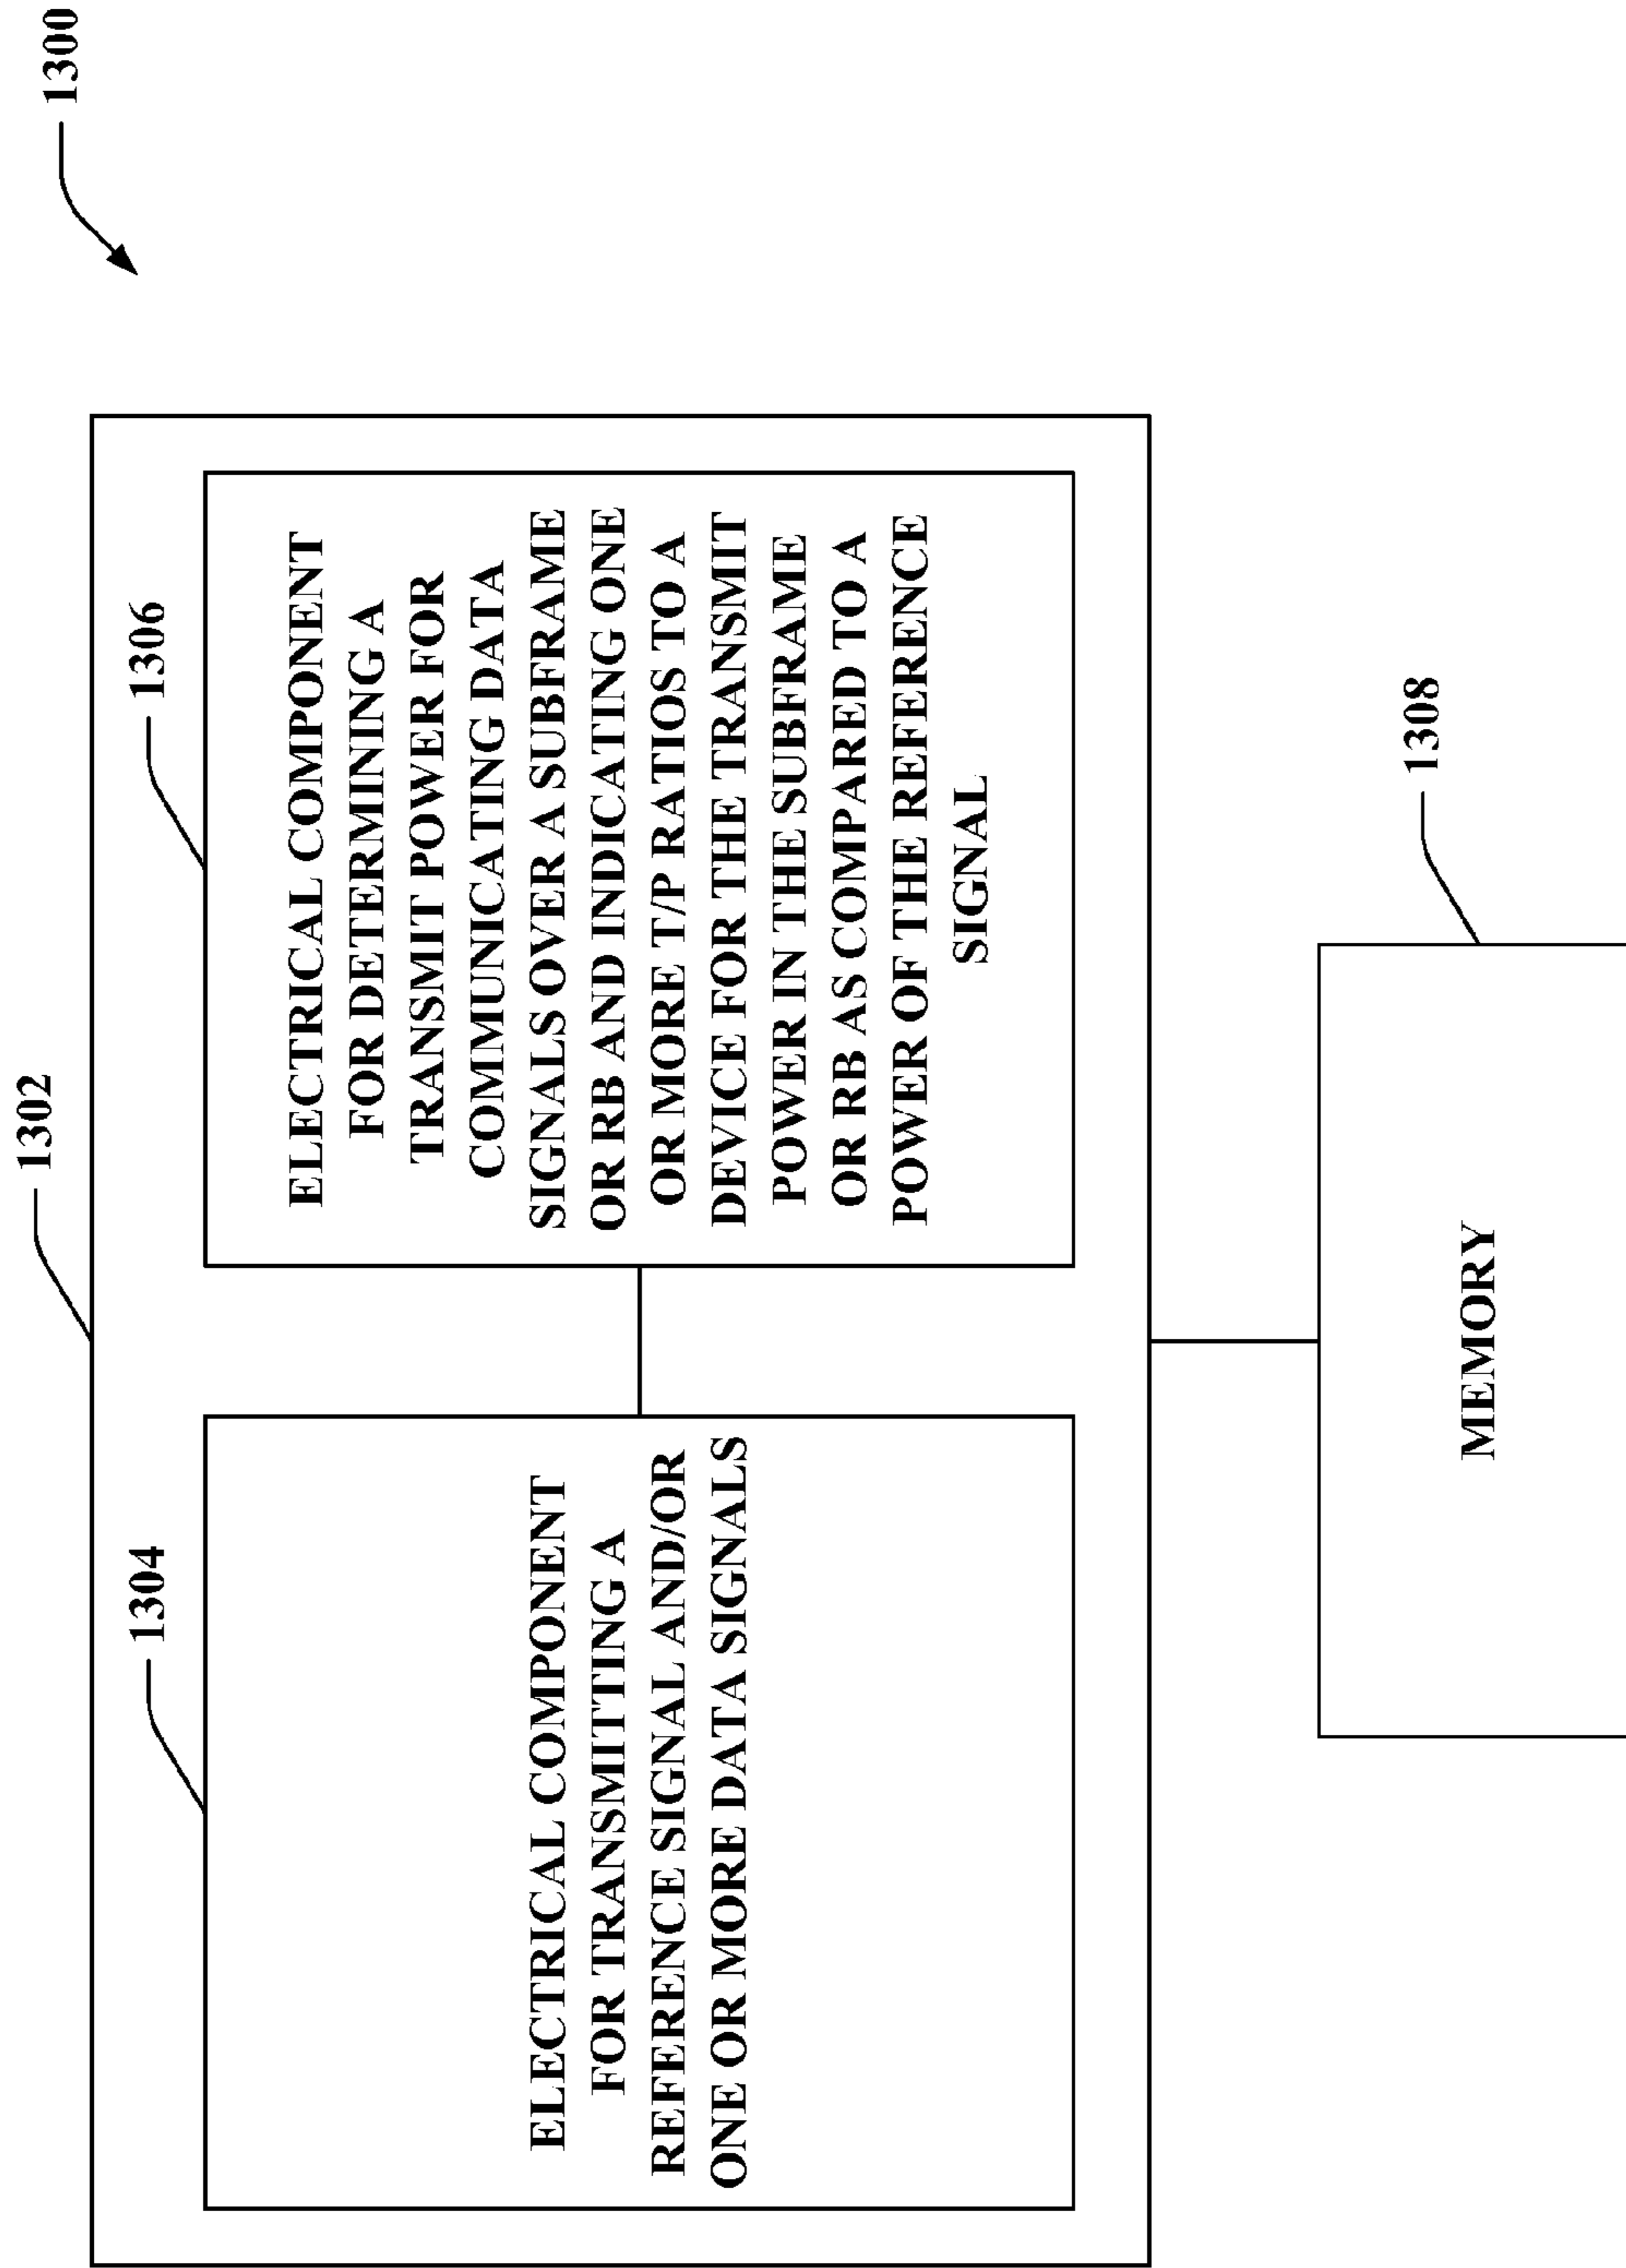 1300
1302
1304
ELECTRICAL COMPONENT
FOR TRANSMITTING A
REFERENCE SIGNAL AND/OR
ONE OR MORE DATA SIGNALS
1306
ELECTRICAL COMPONENT
FOR DETERMINING A
TRANSMIT POWER FOR
COMMUNICATING DATA
SIGNALS OVER A SUBFRAME
OR RB AND INDICATING ONE
OR MORE T/P RATIOS TO A
DEVICE FOR THE TRANSMIT
POWER IN THE SUBFRAME
OR RB AS COMPARED TO A
POWER OF THE REFERENCE
SIGNAL
1308
MEMORY